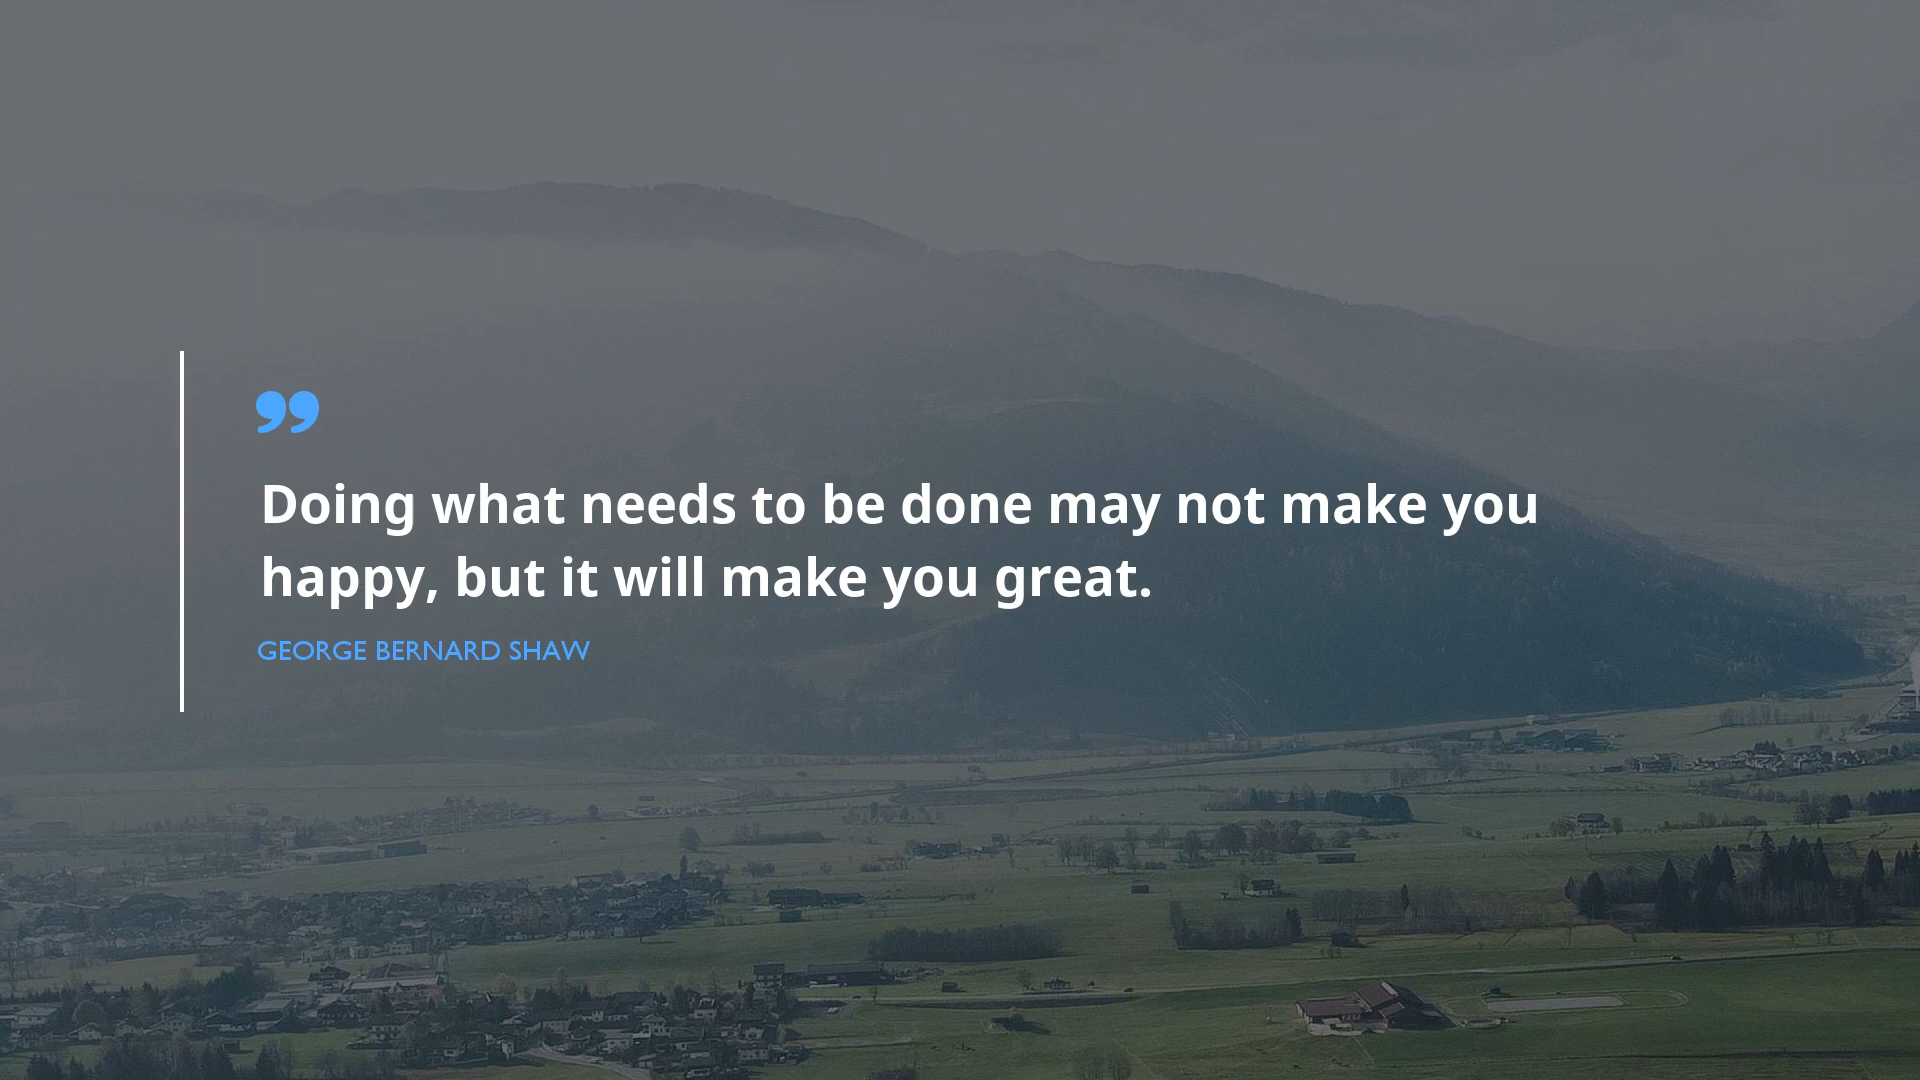 ”
Doing what needs to be done may not make you
happy, but it will make you great.
GEORGE BERNARD SHAW